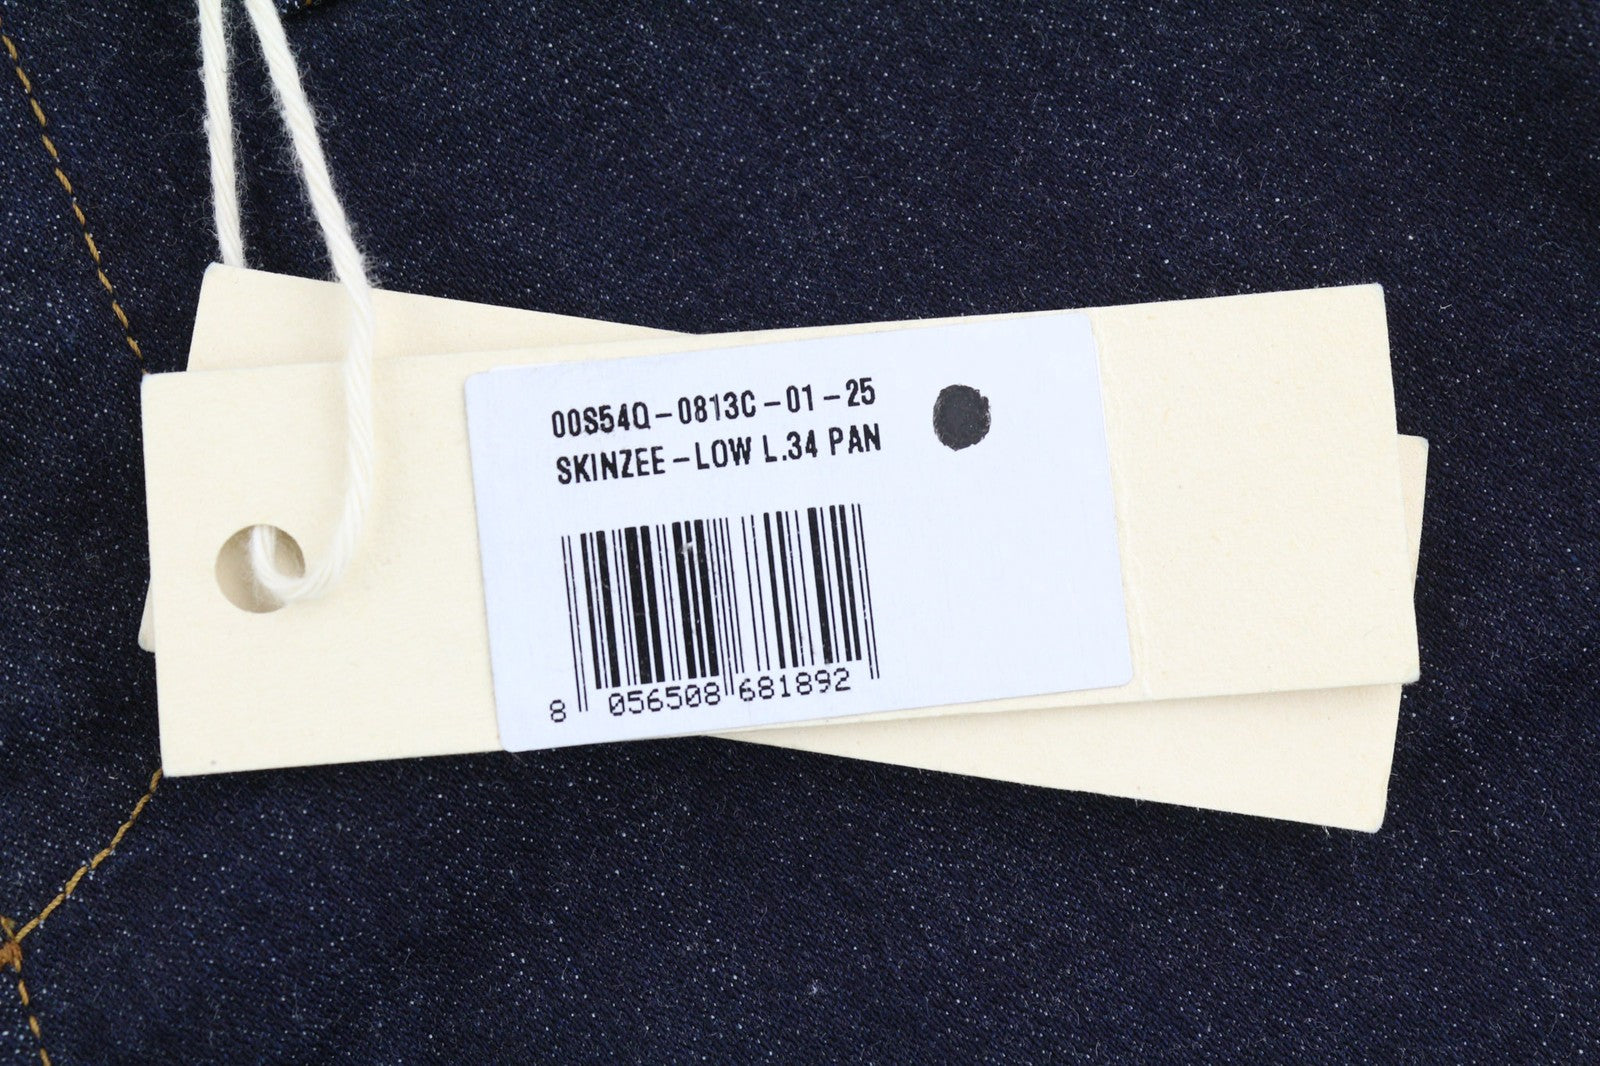 00S54Q-0813C-01-25
SKINZEE-LOW L.34 PAN
8 056508 681892